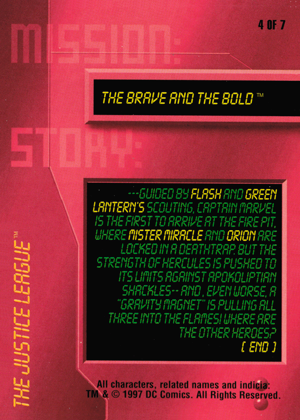 4 OF 7
MISSION:
THE BRAVE AND THE BOLD™
STORY:
---GUIDED BY FLASH AND GREEN
LANTERN'S SCOUTING, CAPTAIN MARVEL
IS THE FIRST TO ARRIVE AT THE FIRE PIT,
WHERE MISTER MIRACLE AND ORION ARE
LOCKED IN A DEATHTRAP. BUT THE
STRENGTH OF HERCULES IS PUSHED TO
ITS LIMITS AGAINST APOKOLIPTIAN
SHACKLES-- AND, EVEN WORSE, A
"GRAVITY MAGNET" IS PULLING ALL
THREE INTO THE FLAMES! WHERE ARE
THE OTHER HEROES?
( END )
THE JUSTICE LEAGUE™
All characters, related names and indicia:
TM & © 1997 DC Comics. All Rights Reserved.